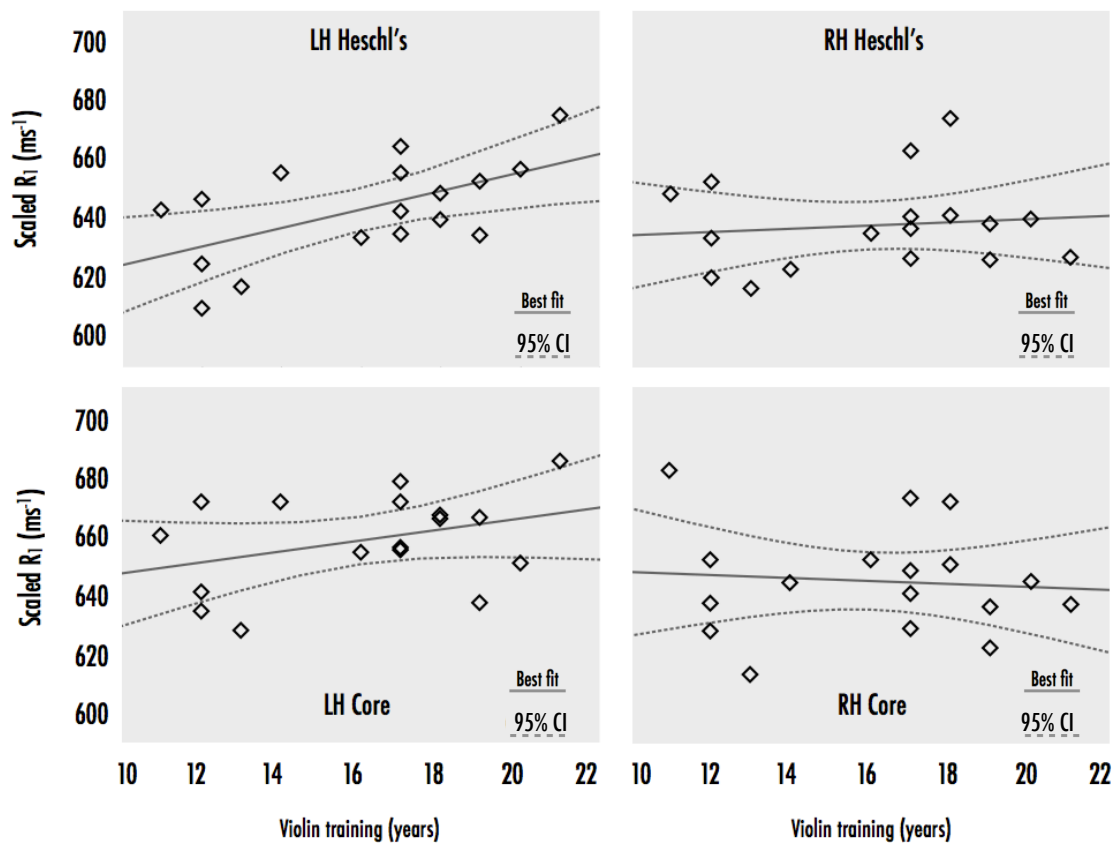 LH Heschl's
RH Heschl's
Scaled R1 (ms-1)
700
680
660
640
620
600
Best fit
95% CI
Best fit
95% CI
Scaled R1 (ms-1)
700
680
660
640
620
600
LH Core
RH Core
Best fit
95% CI
Best fit
95% CI
10 12 14 16 18 20 22
10 12 14 16 18 20 22
Violin training (years)
Violin training (years)